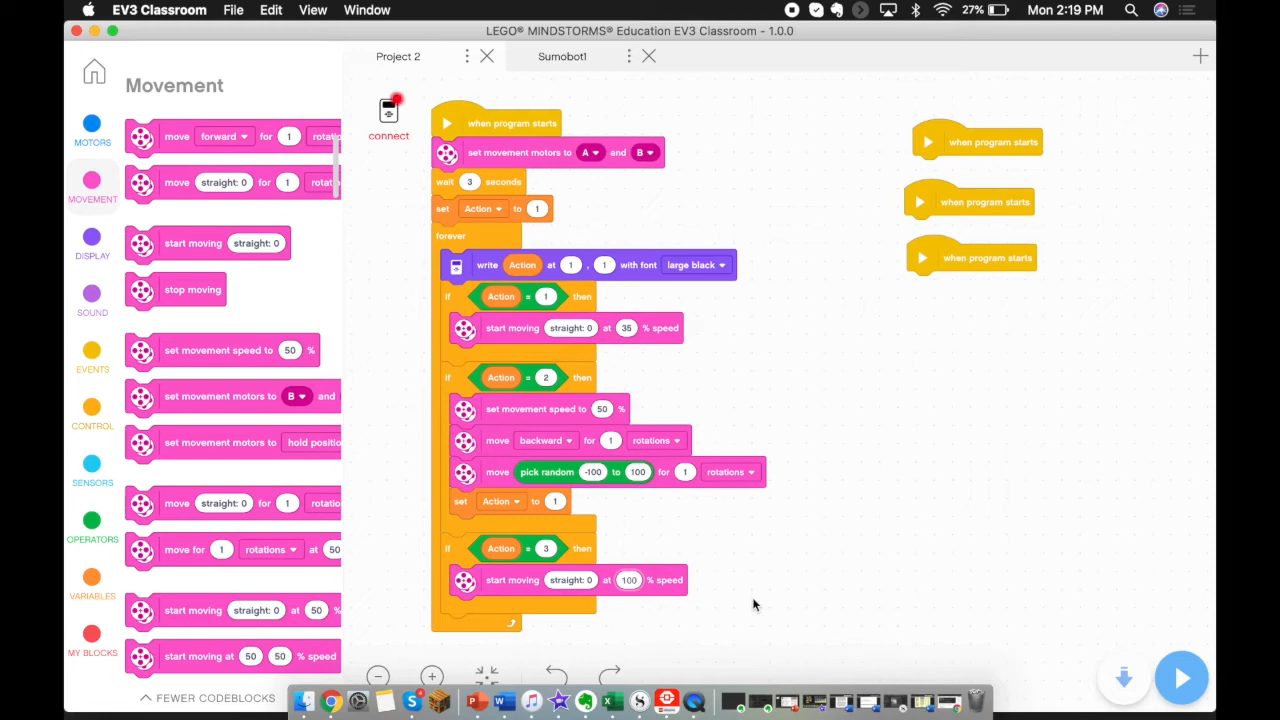 EV3 Classroom File Edit View Window 27% Mon 2:19 PM
LEGO® MINDSTORMS® Education EV3 Classroom - 1.0.0
Project 2 Sumobot1
Movement
MOTORS
MOVEMENT
DISPLAY
SOUND
EVENTS
CONTROL
SENSORS
OPERATORS
VARIABLES
MY BLOCKS
move forward for 1
move straight: 0 for 1
start moving straight: 0
stop moving
set movement speed to 50 %
set movement motors to B and
set movement motors to hold
move straight: 0 for 1
move for 1 rotations at 50
start moving straight: 0 at 50 %
start moving at 50 50 % speed
FEWER CODEBLOCKS
connect
when program starts
set movement motors to A and B
wait 3 seconds
set Action to 1
forever
write Action at 1 , 1 with font large black
if Action = 1 then
start moving straight: 0 at 35 % speed
if Action = 2 then
set movement speed to 50 %
move backward for 1 rotations
move pick random -100 to 100 for 1 rotations
set Action to 1
if Action = 3 then
start moving straight: 0 at 100 % speed
when program starts
when program starts
when program starts